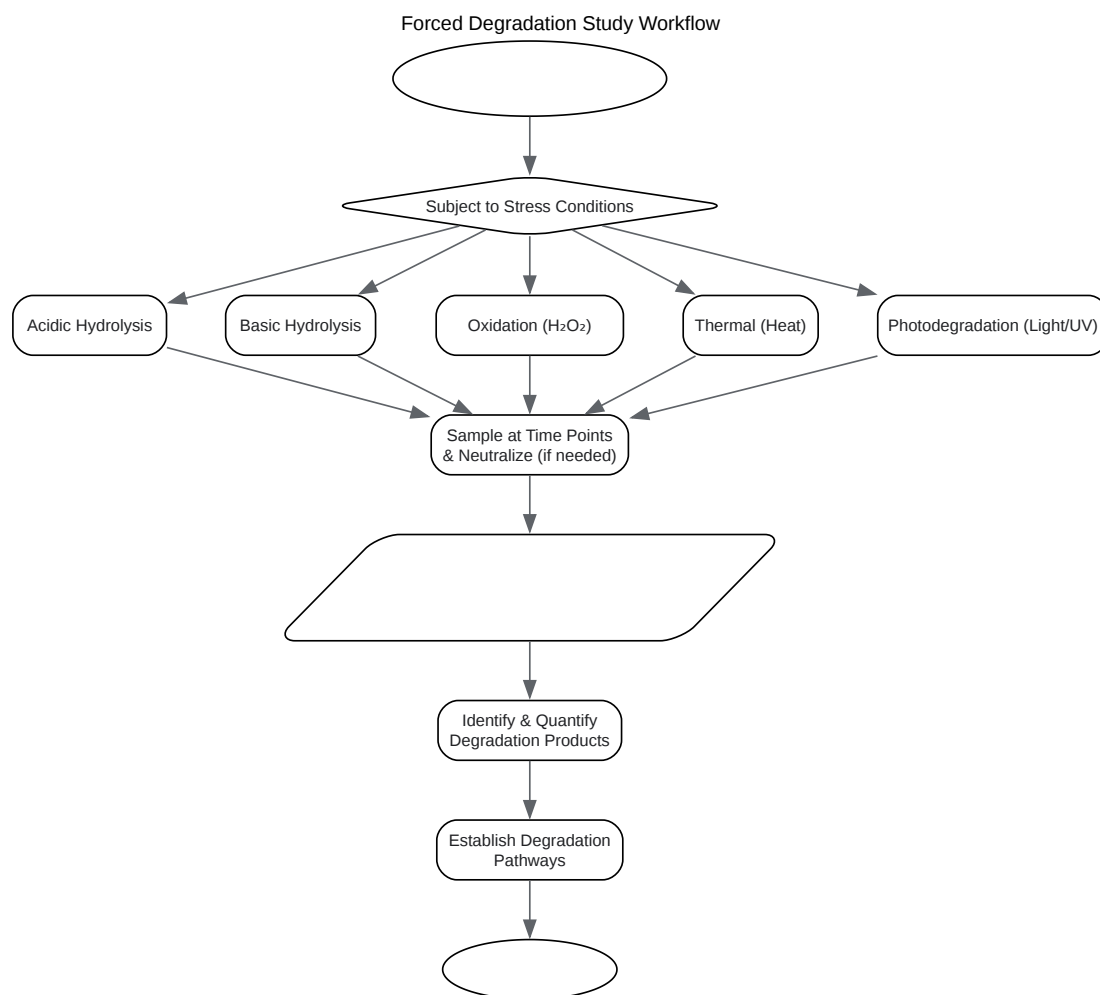 Forced Degradation Study Workflow
Subject to Stress Conditions
Acidic Hydrolysis
Basic Hydrolysis
Oxidation (H₂O₂)
Thermal (Heat)
Photodegradation (Light/UV)
Sample at Time Points
& Neutralize (if needed)
Identify & Quantify
Degradation Products
Establish Degradation
Pathways